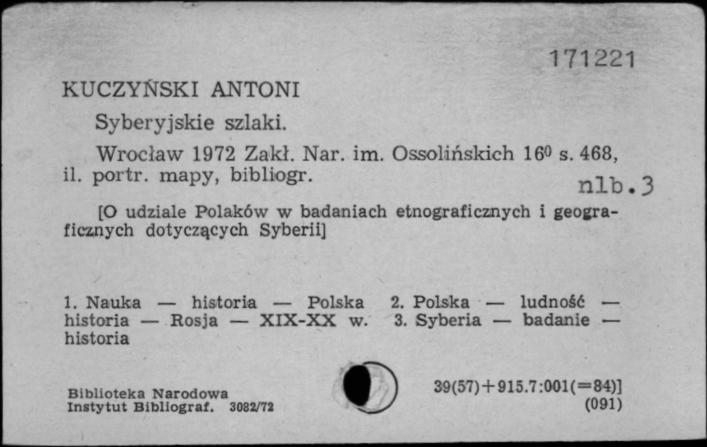 171221
KUCZYŃSKI ANTONI
Syberyjskie szlaki.
Wrocław 1972 Zakł. Nar. im. Ossolińskich 16⁰ s. 468,
il. portr. mapy, bibliogr.
nlb.3
[O udziale Polaków w badaniach etnograficznych i geogra-
ficznych dotyczących Syberii]
1. Nauka — historia — Polska 2. Polska — ludność —
historia — Rosja — XIX-XX w. 3. Syberia — badanie —
historia
Biblioteka Narodowa
Instytut Bibliograf. 3082/72
39(57)+915.7:001(=84)]
(091)